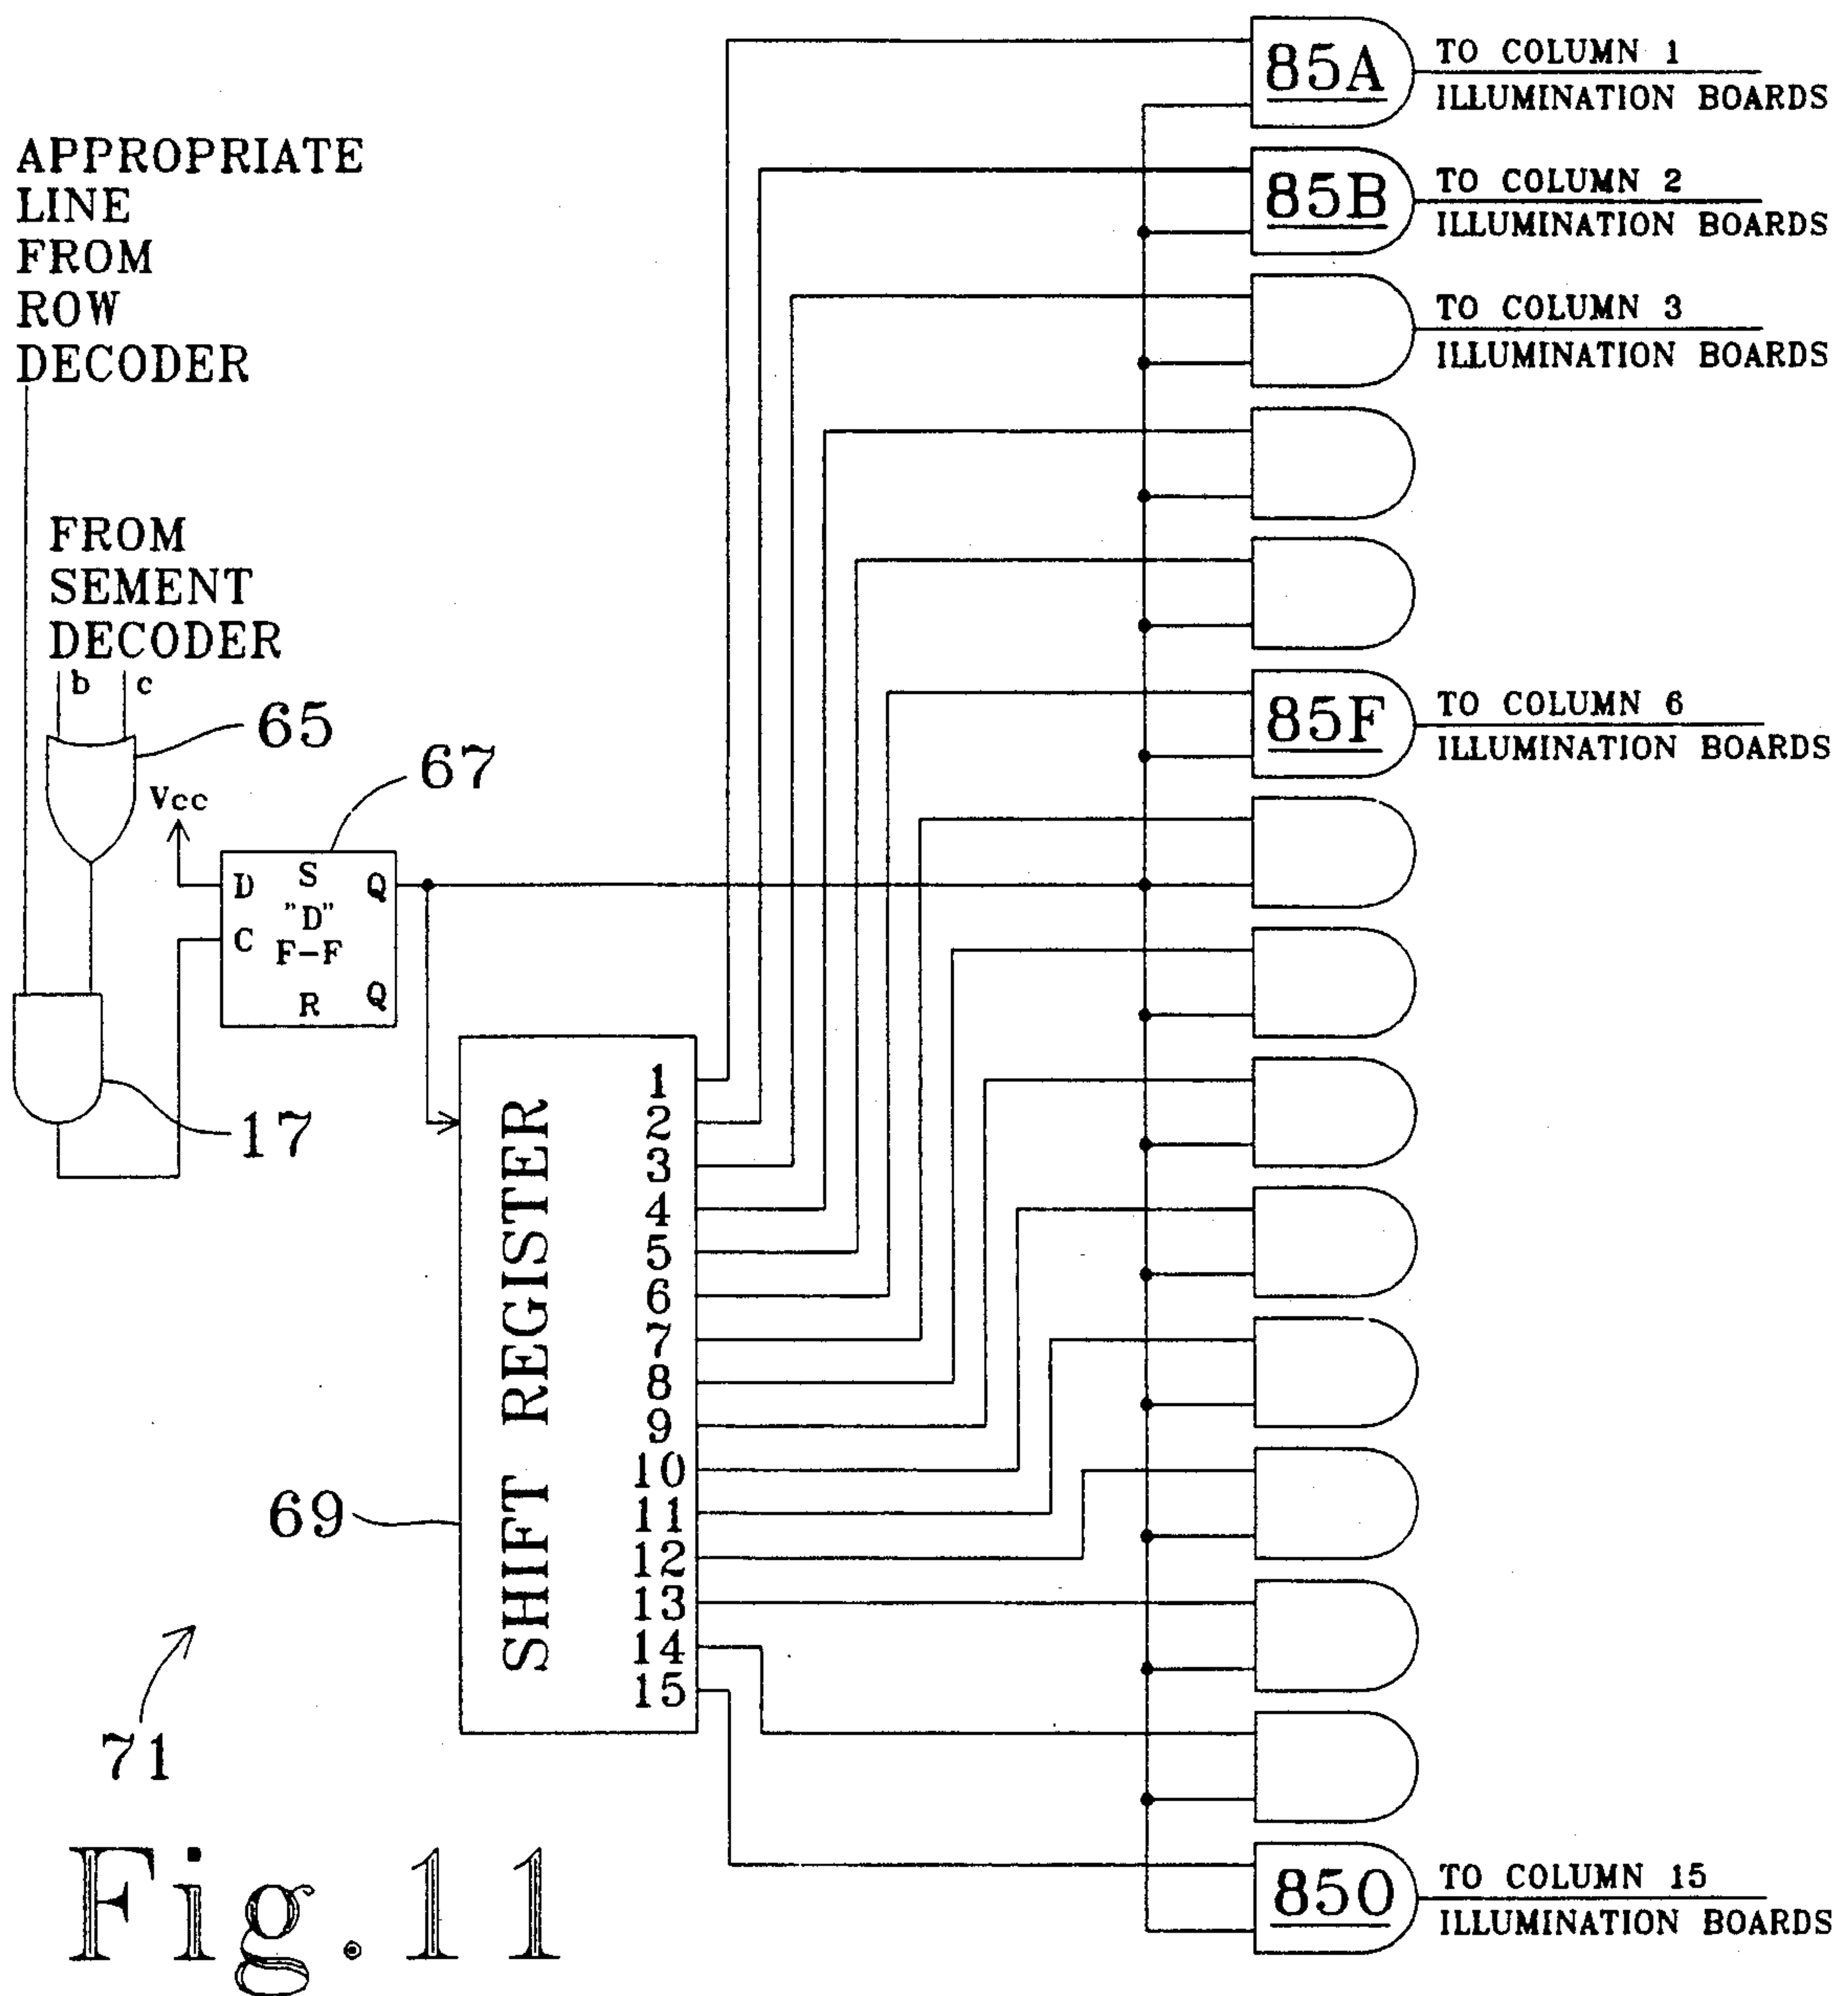 APPROPRIATE
LINE
FROM
ROW
DECODER
FROM
SEMENT
DECODER
b c
65
67
Vcc
D S Q
"D"
C F-F
R Q
17
SHIFT REGISTER
1
2
3
4
5
6
7
8
9
10
11
12
13
14
15
69
71
85A
TO COLUMN 1
ILLUMINATION BOARDS
85B
TO COLUMN 2
ILLUMINATION BOARDS
TO COLUMN 3
ILLUMINATION BOARDS
85F
TO COLUMN 6
ILLUMINATION BOARDS
85O
TO COLUMN 15
ILLUMINATION BOARDS
Fig.11